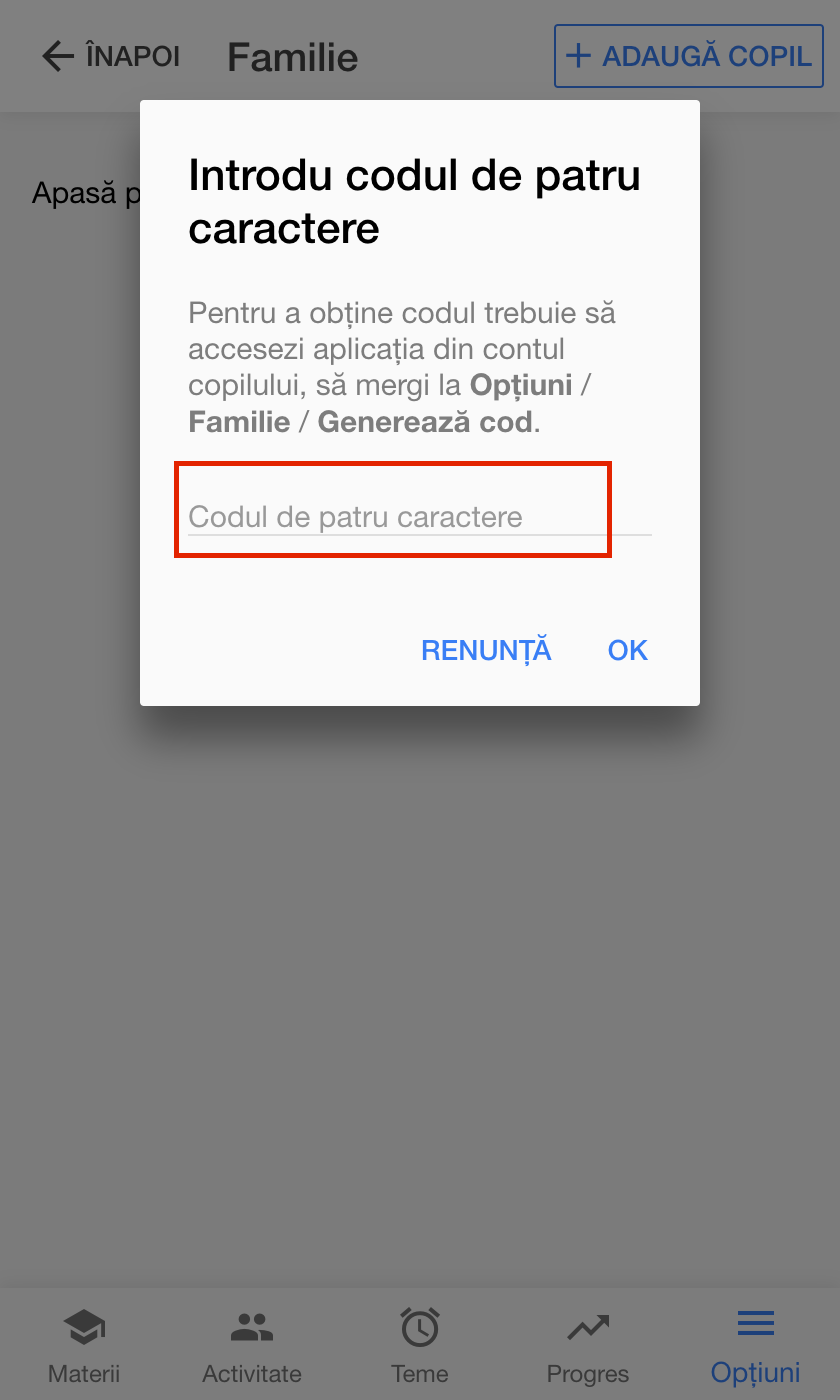 ÎNAPOI Familie + ADAUGĂ COPIL
Apasă p
Introdu codul de patru
caractere
Pentru a obține codul trebuie să
accesezi aplicația din contul
copilului, să mergi la Opțiuni /
Familie / Generează cod.
Codul de patru caractere
RENUNȚĂ OK
Materii Activitate Teme Progres Opțiuni